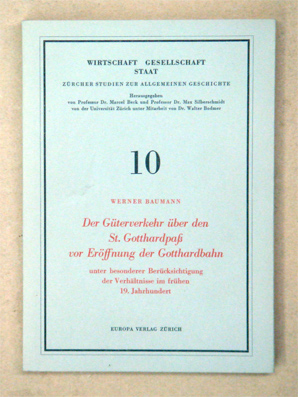 WIRTSCHAFT GESELLSCHAFT
STAAT
ZÜRCHER STUDIEN ZUR ALLGEMEINEN GESCHICHTE
Herausgegeben
von Professor Dr. Marcel Beck und Professor Dr. Max Silberschmidt
von der Universität Zürich unter Mitarbeit von Dr. Walter Bodmer
10
WERNER BAUMANN
Der Güterverkehr über den
St. Gotthardpaß
vor Eröffnung der Gotthardbahn
unter besonderer Berücksichtigung
der Verhältnisse im frühen
19. Jahrhundert
EUROPA VERLAG ZÜRICH